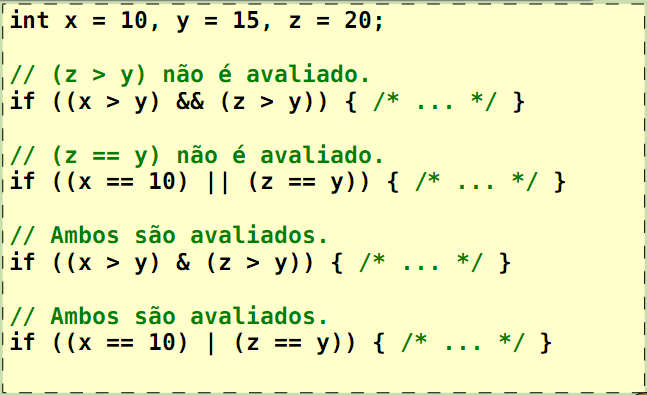 int x = 10, y = 15, z = 20;
// (z > y) não é avaliado.
if ((x > y) && (z > y)) { /* ... */ }
// (z == y) não é avaliado.
if ((x == 10) || (z == y)) { /* ... */ }
// Ambos são avaliados.
if ((x > y) & (z > y)) { /* ... */ }
// Ambos são avaliados.
if ((x == 10) | (z == y)) { /* ... */ }